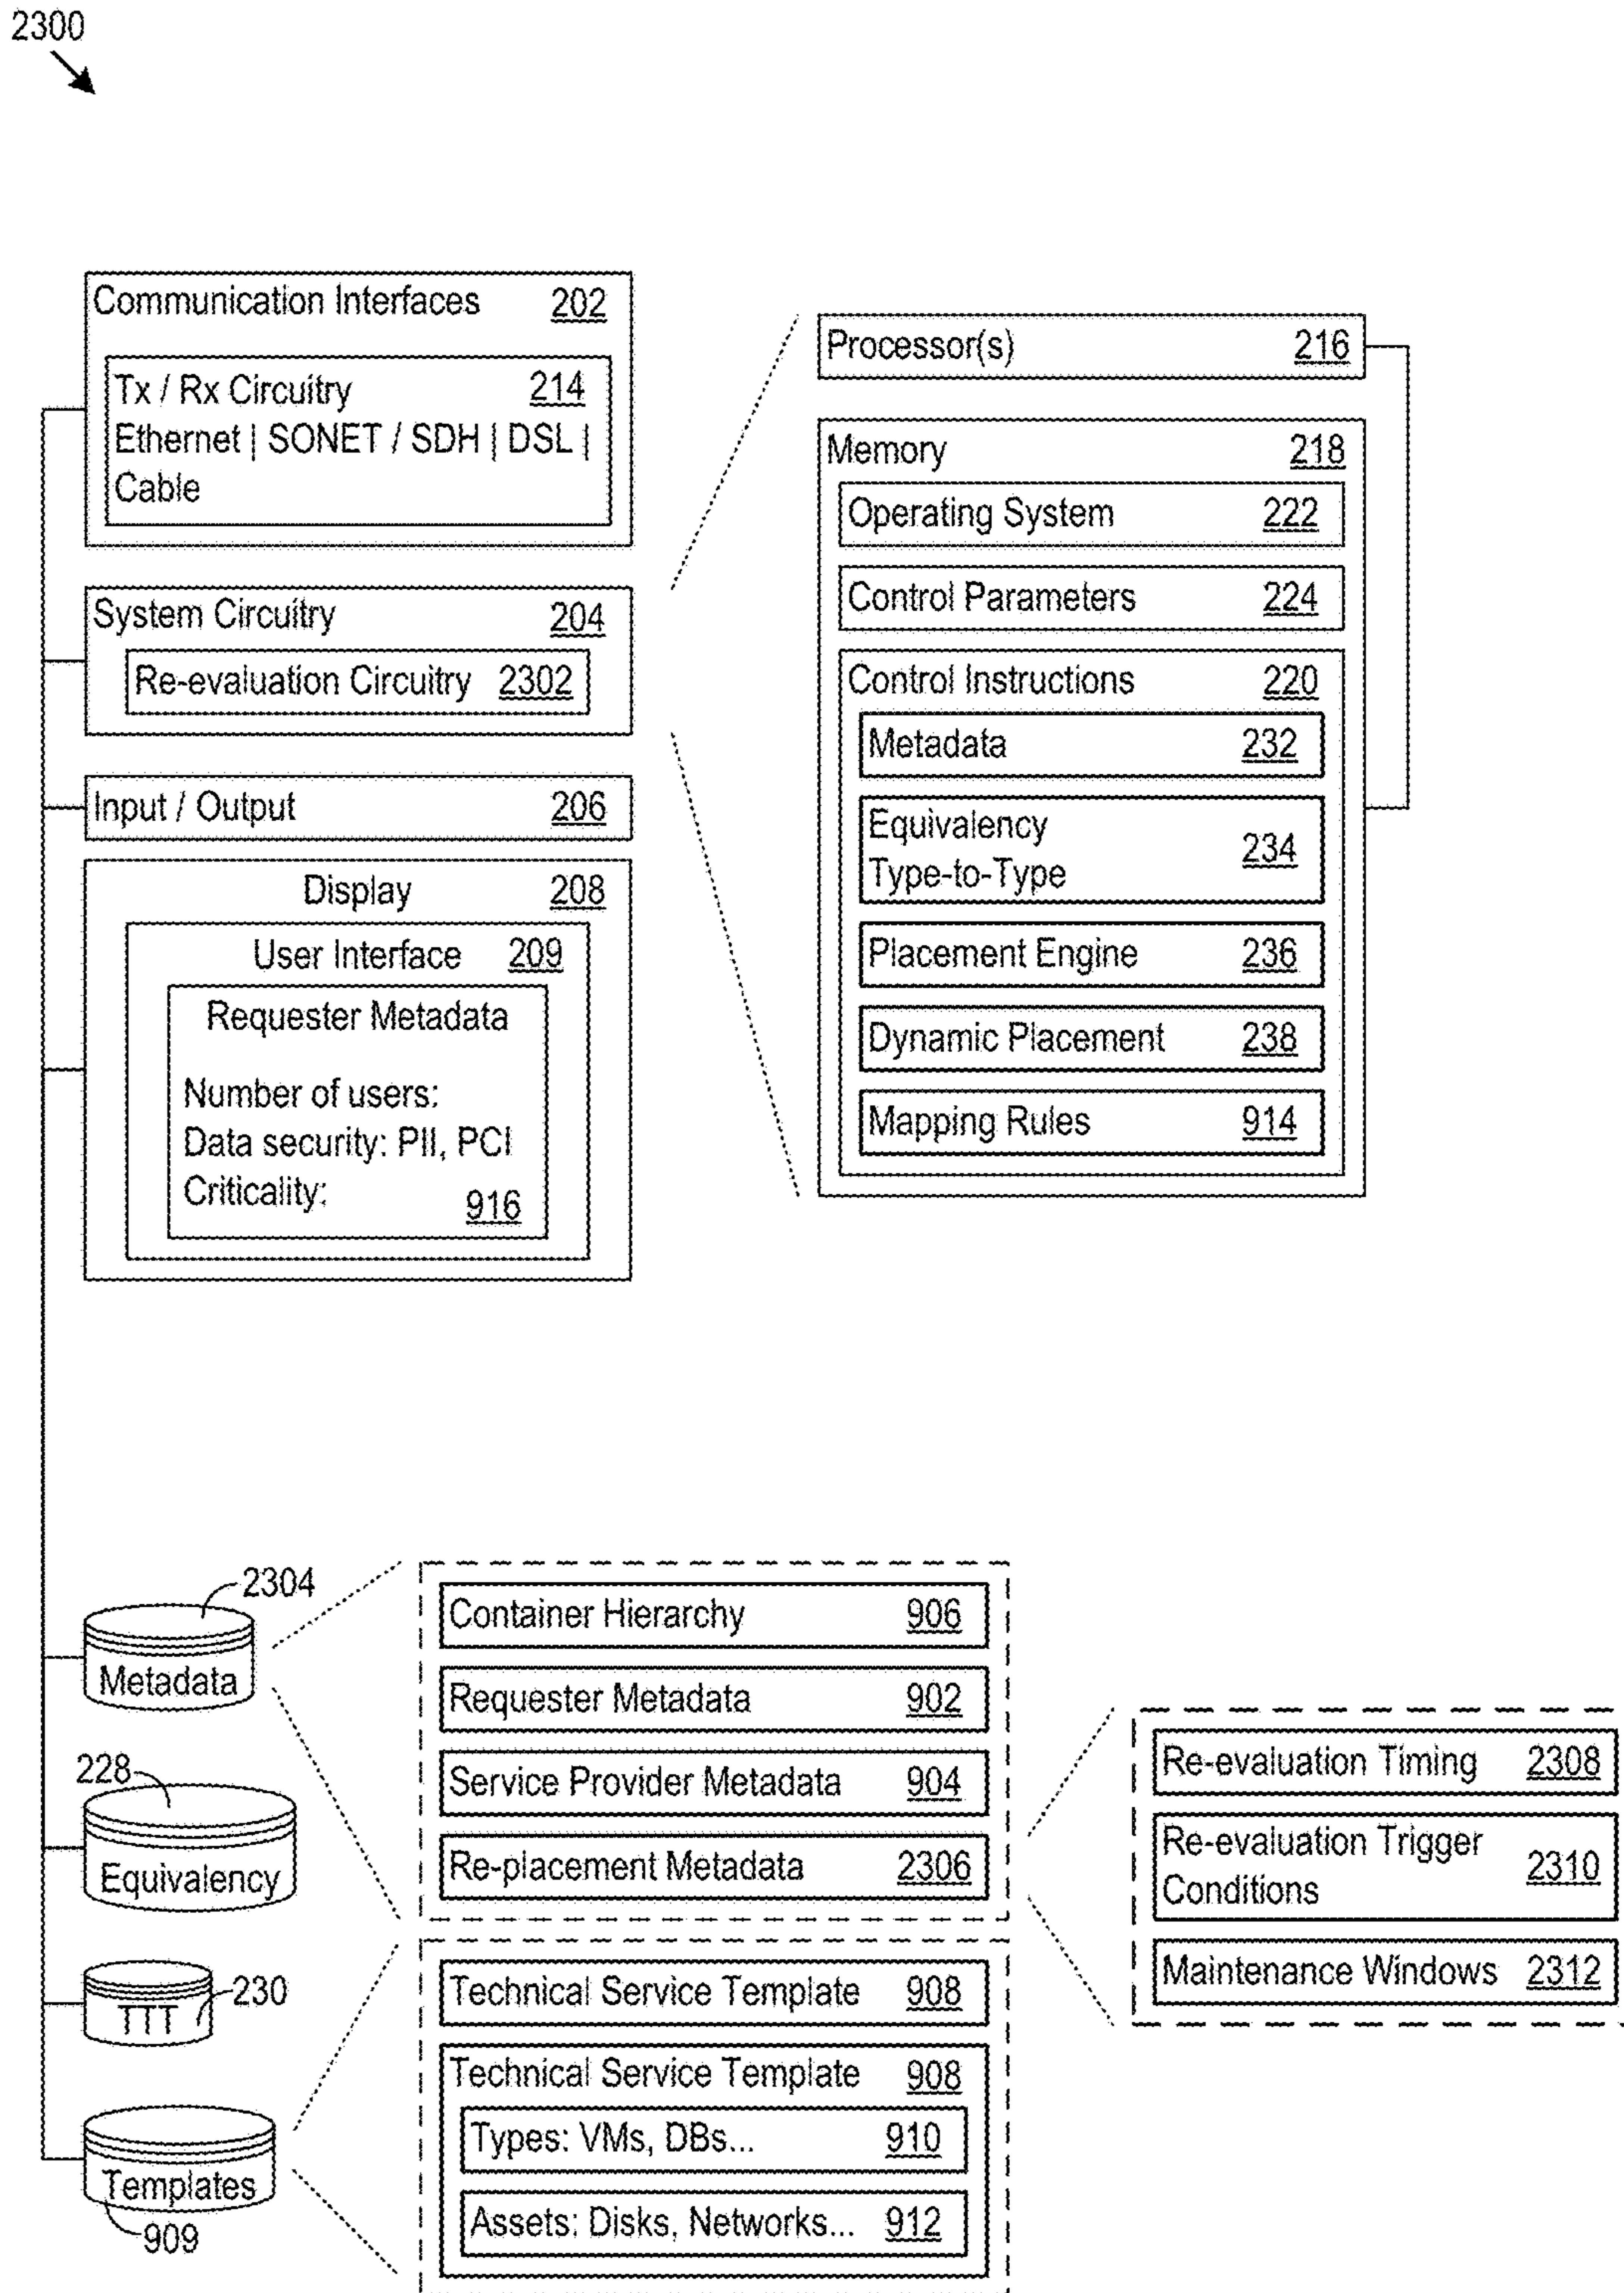 2300
Communication Interfaces 202
Tx / Rx Circuitry 214
Ethernet | SONET / SDH | DSL |
Cable
System Circuitry 204
Re-evaluation Circuitry 2302
Input / Output 206
Display 208
User Interface 209
Requester Metadata
Number of users:
Data security: PII, PCI
Criticality:
916
Processor(s) 216
Memory 218
Operating System 222
Control Parameters 224
Control Instructions 220
Metadata 232
Equivalency
Type-to-Type
234
Placement Engine 236
Dynamic Placement 238
Mapping Rules 914
2304
Metadata
228
Equivalency
TTT
230
Templates
909
Container Hierarchy 906
Requester Metadata 902
Service Provider Metadata 904
Re-placement Metadata 2306
Technical Service Template 908
Technical Service Template 908
Types: VMs, DBs... 910
Assets: Disks, Networks... 912
Re-evaluation Timing 2308
Re-evaluation Trigger
Conditions
2310
Maintenance Windows 2312